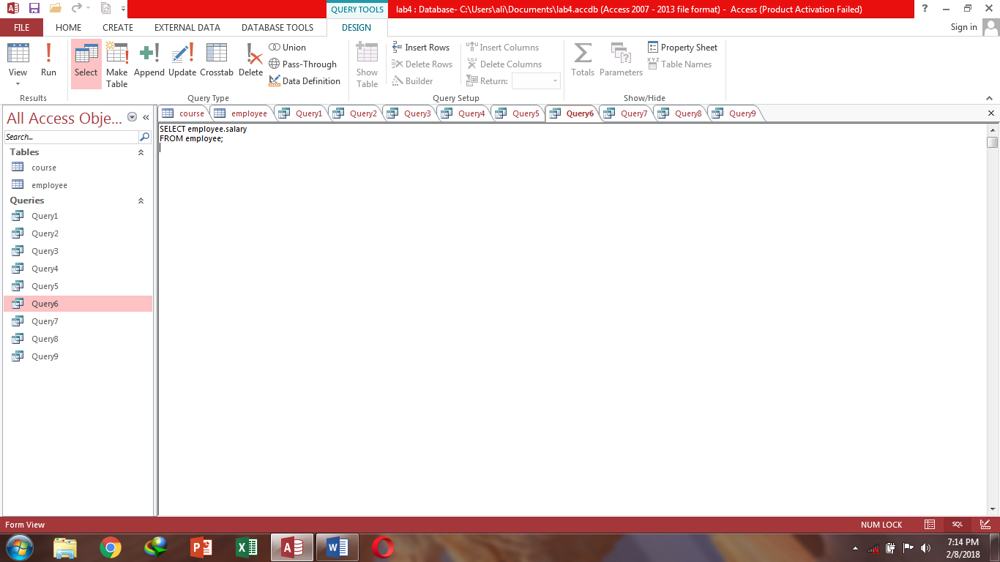 QUERY TOOLS
lab4 : Database- C:\Users\ali\Documents\lab4.accdb (Access 2007 - 2013 file format) - Access (Product Activation Failed)
?
FILE HOME CREATE EXTERNAL DATA DATABASE TOOLS DESIGN Sign in
View Run Select Make Table Append Update Crosstab Delete
Union
Pass-Through
Data Definition
Show Table
Insert Rows
Delete Rows
Builder
Insert Columns
Delete Columns
Return:
Totals Parameters
Property Sheet
Table Names
Results Query Type Query Setup Show/Hide
All Access Obje...
Search...
Tables
course
employee
Queries
Query1
Query2
Query3
Query4
Query5
Query6
Query7
Query8
Query9
course employee Query1 Query2 Query3 Query4 Query5 Query6 Query7 Query8 Query9
SELECT employee.salary
FROM employee;
Form View NUM LOCK SQL
7:14 PM
2/8/2018